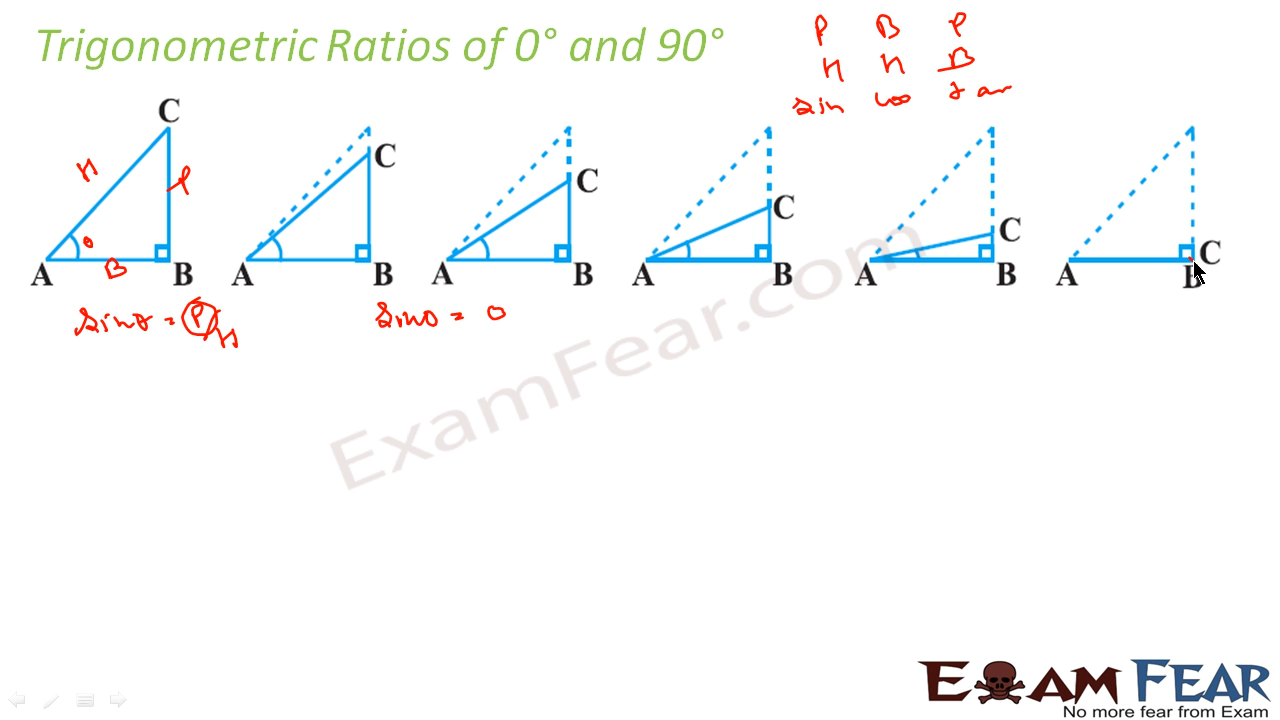 Trigonometric Ratios of 0° and 90°
P B P
H H B
sin cos tan
C
H P
θ
A B B
C
A B
C
A B
C
A B
C
A B
C
A B
sinθ = P/H
sin0 = 0
ExamFear.com
EXAM FEAR
No more fear from Exam